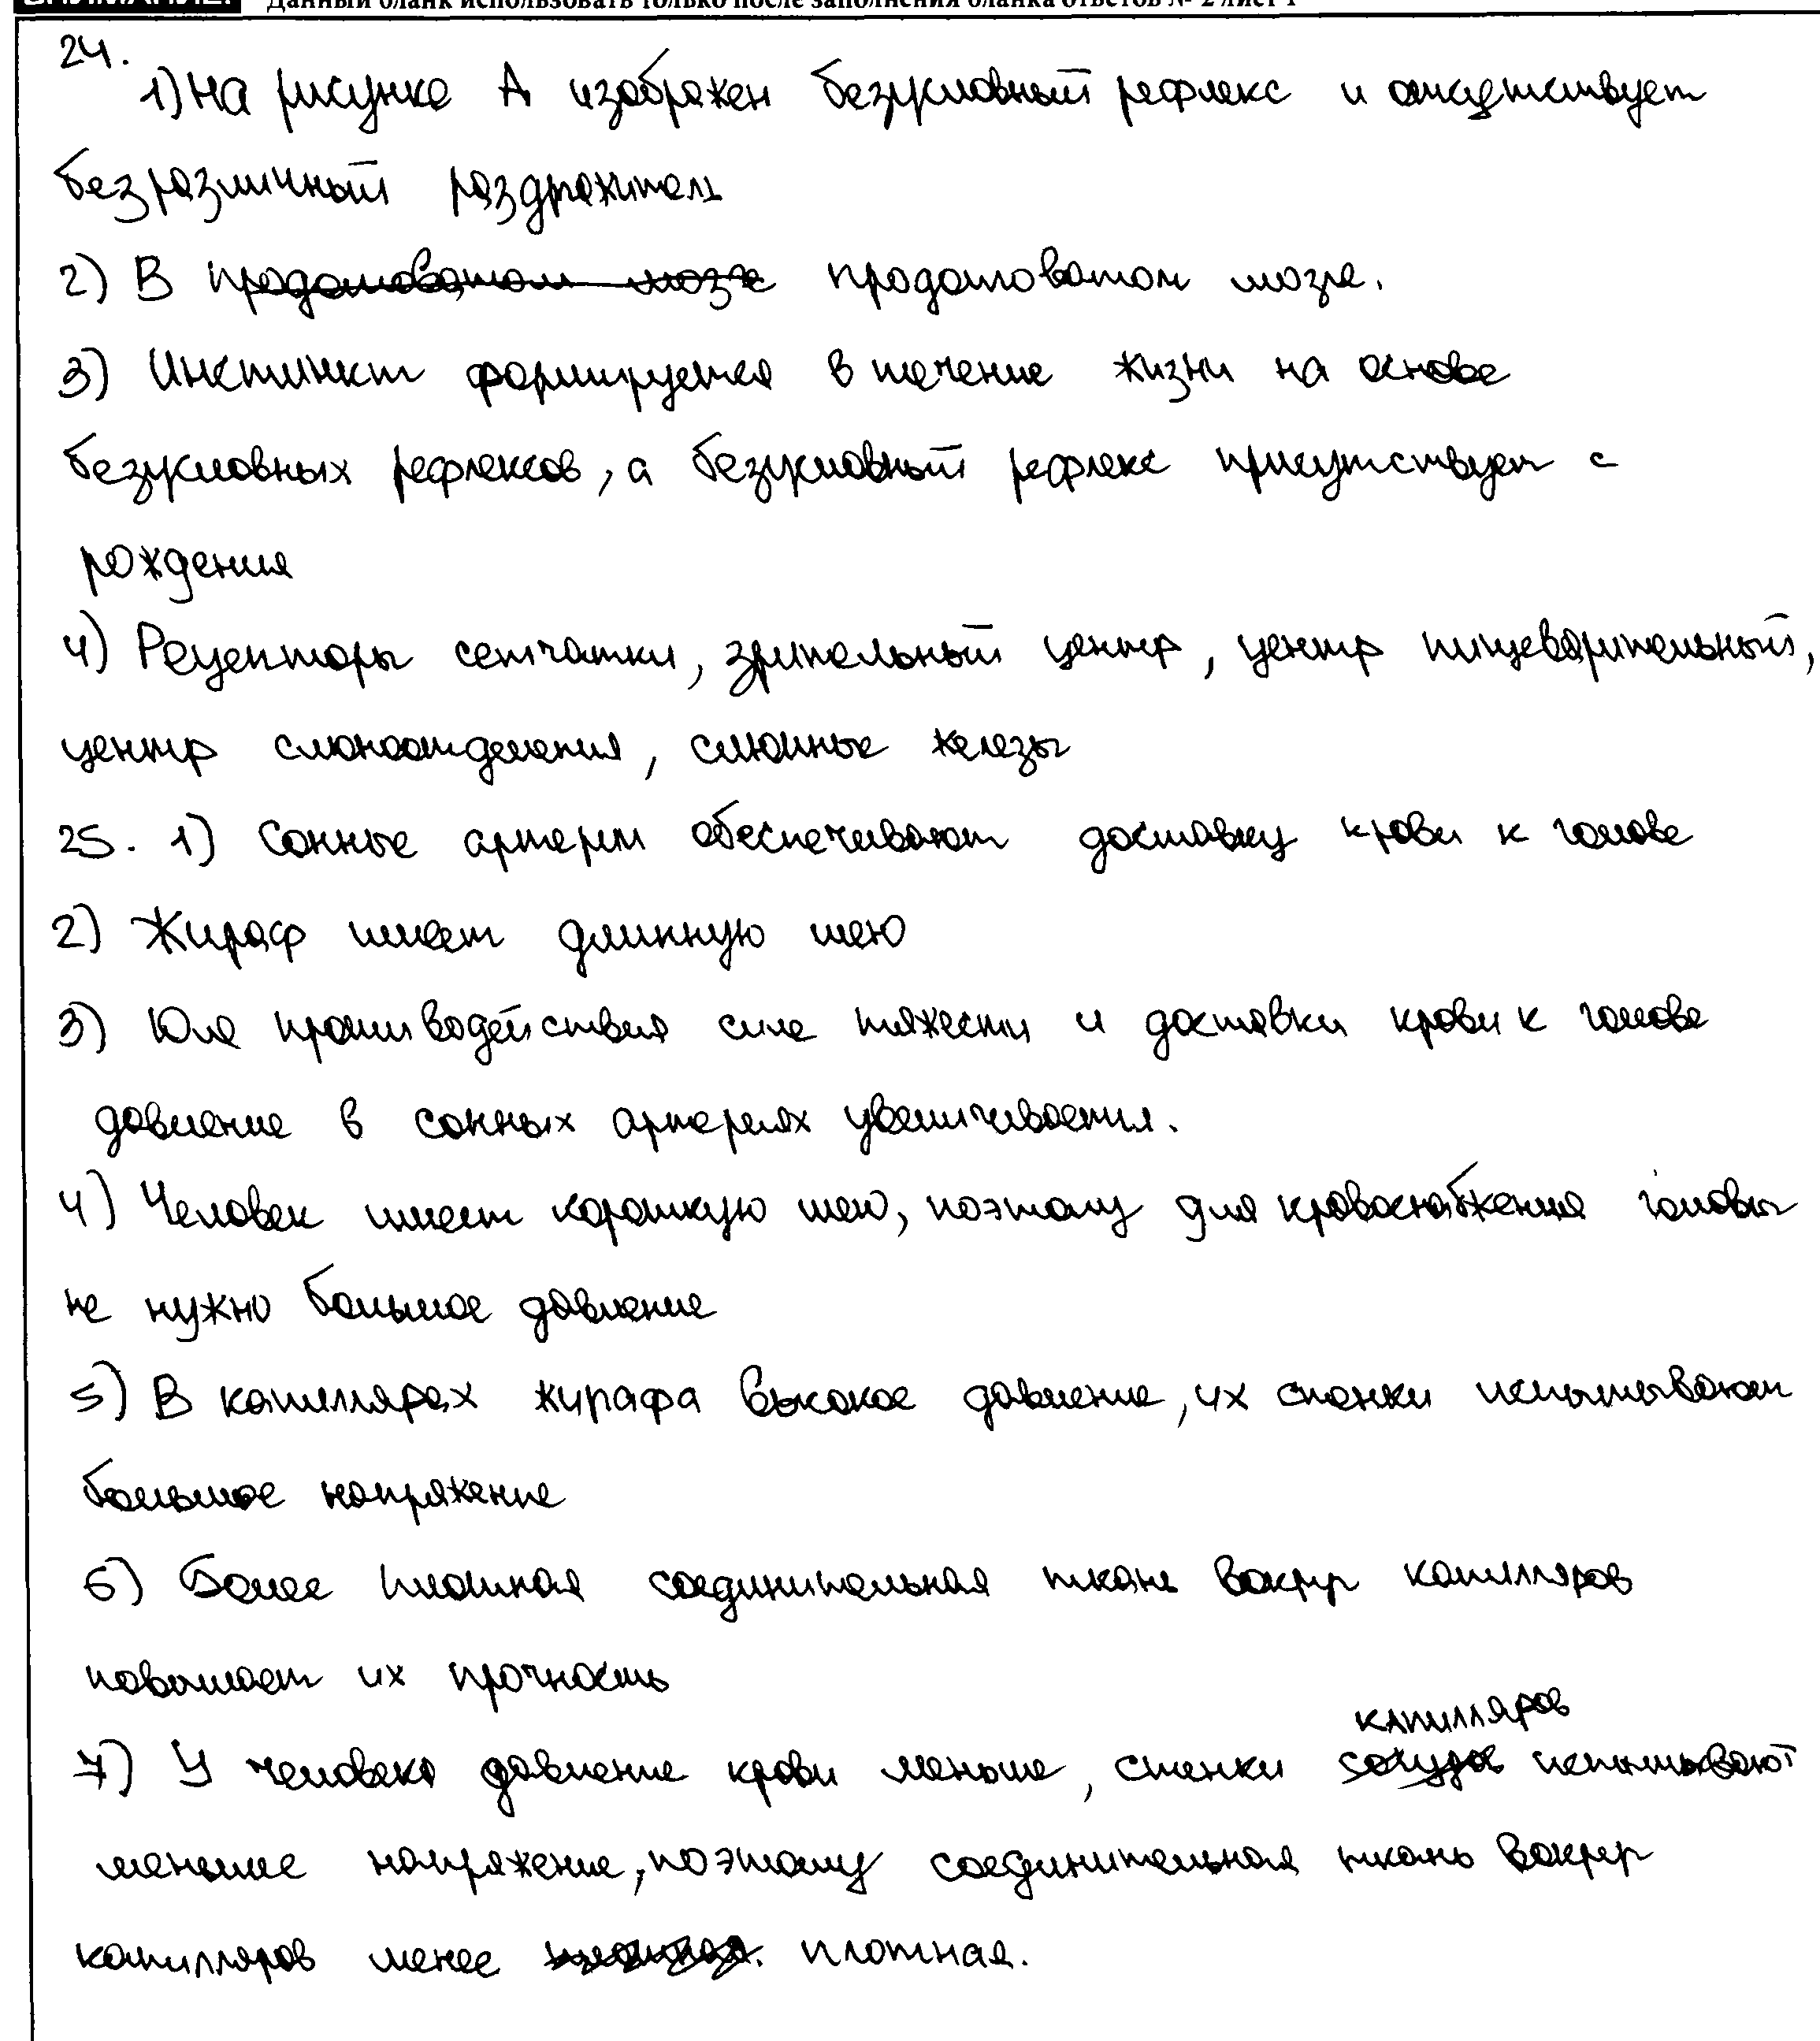 Данный бланк использовать только после заполнения бланка ответов № 2 лист 1
24.
1) На рисунке А изображен безусловный рефлекс и отсутствует
безразличный раздражитель
2) В продолговатом мозге продолговатом мозге.
3) Инстинкт формируется в течение жизни на основе
безусловных рефлексов, а безусловный рефлекс присутствует с
рождения
4) Рецепторы сетчатки, зрительный центр, центр пищеварительный,
центр слюноотделения, слюнные железы
25. 1) Сонные артерии обеспечивают доставку крови к голове
2) Жираф имеет длинную шею
3) Для противодействия силе тяжести и доставки крови к голове
давление в сонных артериях увеличивается.
4) Человек имеет короткую шею, поэтому для кровоснабжения головы
не нужно большое давление
5) В капиллярах жирафа высокое давление, их стенки испытывают
большое напряжение
6) Более плотная соединительная ткань вокруг капилляров
повышает их прочность
капилляров
7) У человека давление крови меньше, стенки сосудов испытывают
меньшее напряжение, поэтому соединительная ткань вокруг
капилляров менее плотная.